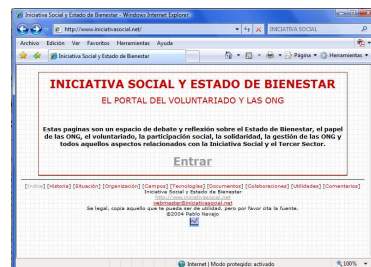 Iniciativa Social y Estado de Bienestar - Windows Internet Explorer
http://www.iniciativasocial.net/
INICIATIVA SOCIAL
Archivo Edición Ver Favoritos Herramientas Ayuda
Iniciativa Social y Estado de Bienestar
Página Herramientas
INICIATIVA SOCIAL Y ESTADO DE BIENESTAR
EL PORTAL DEL VOLUNTARIADO Y LAS ONG
Estas paginas son un espacio de debate y reflexión sobre el Estado de Bienestar, el papel
de las ONG, el voluntariado, la participación social, la solidaridad, la gestión de las ONG y
todos aquellos aspectos relacionados con la Iniciativa Social y el Tercer Sector.
Entrar
[Indice] [Historia] [Situación] [Organización] [Campos] [Tecnologías] [Documentos] [Colaboraciones] [Utilidades] [Comentarios]
Iniciativa Social y Estado de Bienestar
http://www.iniciativasocial.net
webmaster@iniciativasocial.net
Se legal, copia aquello que te pueda ser de utilidad, pero por favor cita la fuente.
©2004 Pablo Navajo
Internet | Modo protegido: activado
100%